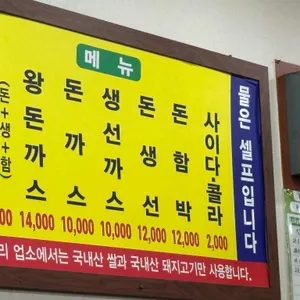 메뉴
(돈+생+함)
왕돈까스 14,000
돈까스 10,000
생선까스 10,000
돈생선 12,000
돈함박 12,000
사이다.콜라 2,000
물은 셀프입니다
리 업소에서는 국내산 쌀과 국내산 돼지고기만 사용합니다.